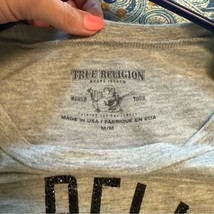 TRUE RELIGION
BRAND JEANS
WORLD TOUR
MADE IN USA / FABRIQUE EN EUA
M/M